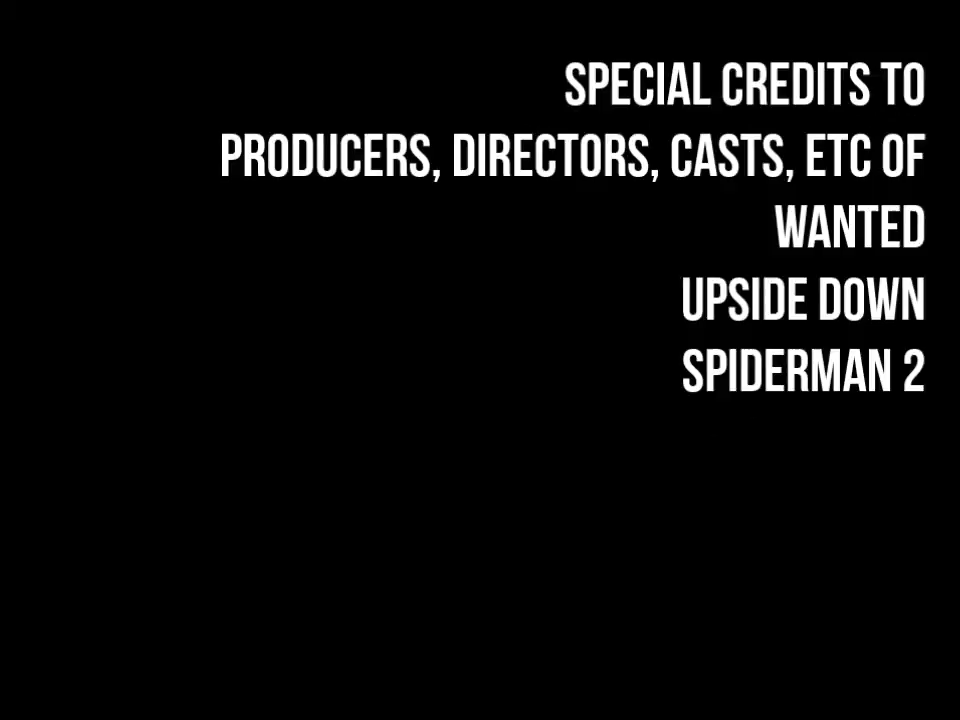 SPECIAL CREDITS TO
PRODUCERS, DIRECTORS, CASTS, ETC OF
WANTED
UPSIDE DOWN
SPIDERMAN 2